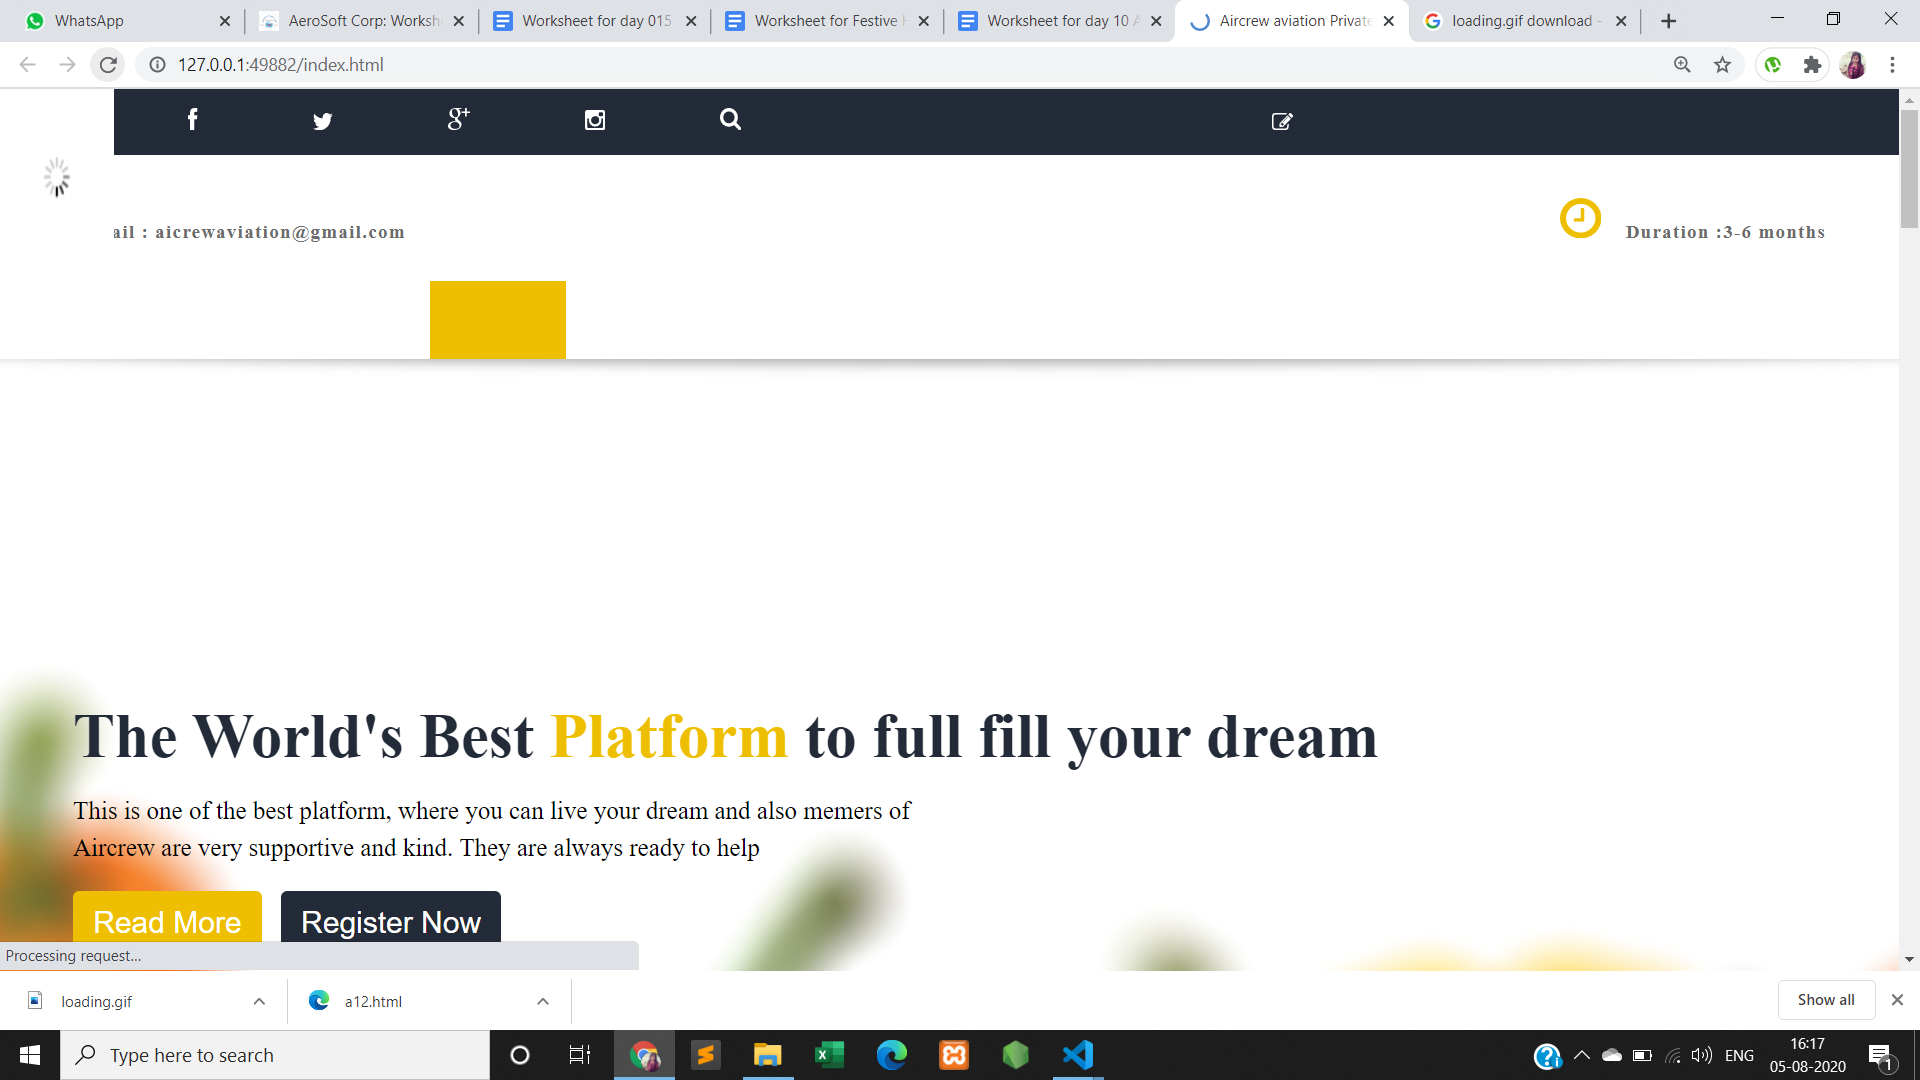 WhatsApp
AeroSoft Corp: Worksh
Worksheet for day 015
Worksheet for Festive
Worksheet for day 10 A
Aircrew aviation Private
loading.gif download -
127.0.0.1:49882/index.html
ail : aicrewaviation@gmail.com
Duration :3-6 months
The World's Best Platform to full fill your dream
This is one of the best platform, where you can live your dream and also memers of
Aircrew are very supportive and kind. They are always ready to help
Read More
Register Now
Processing request...
loading.gif
a12.html
Show all
Type here to search
ENG
16:17
05-08-2020
1